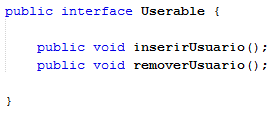 public interface Userable {
public void inserirUsuario();
public void removerUsuario();
}